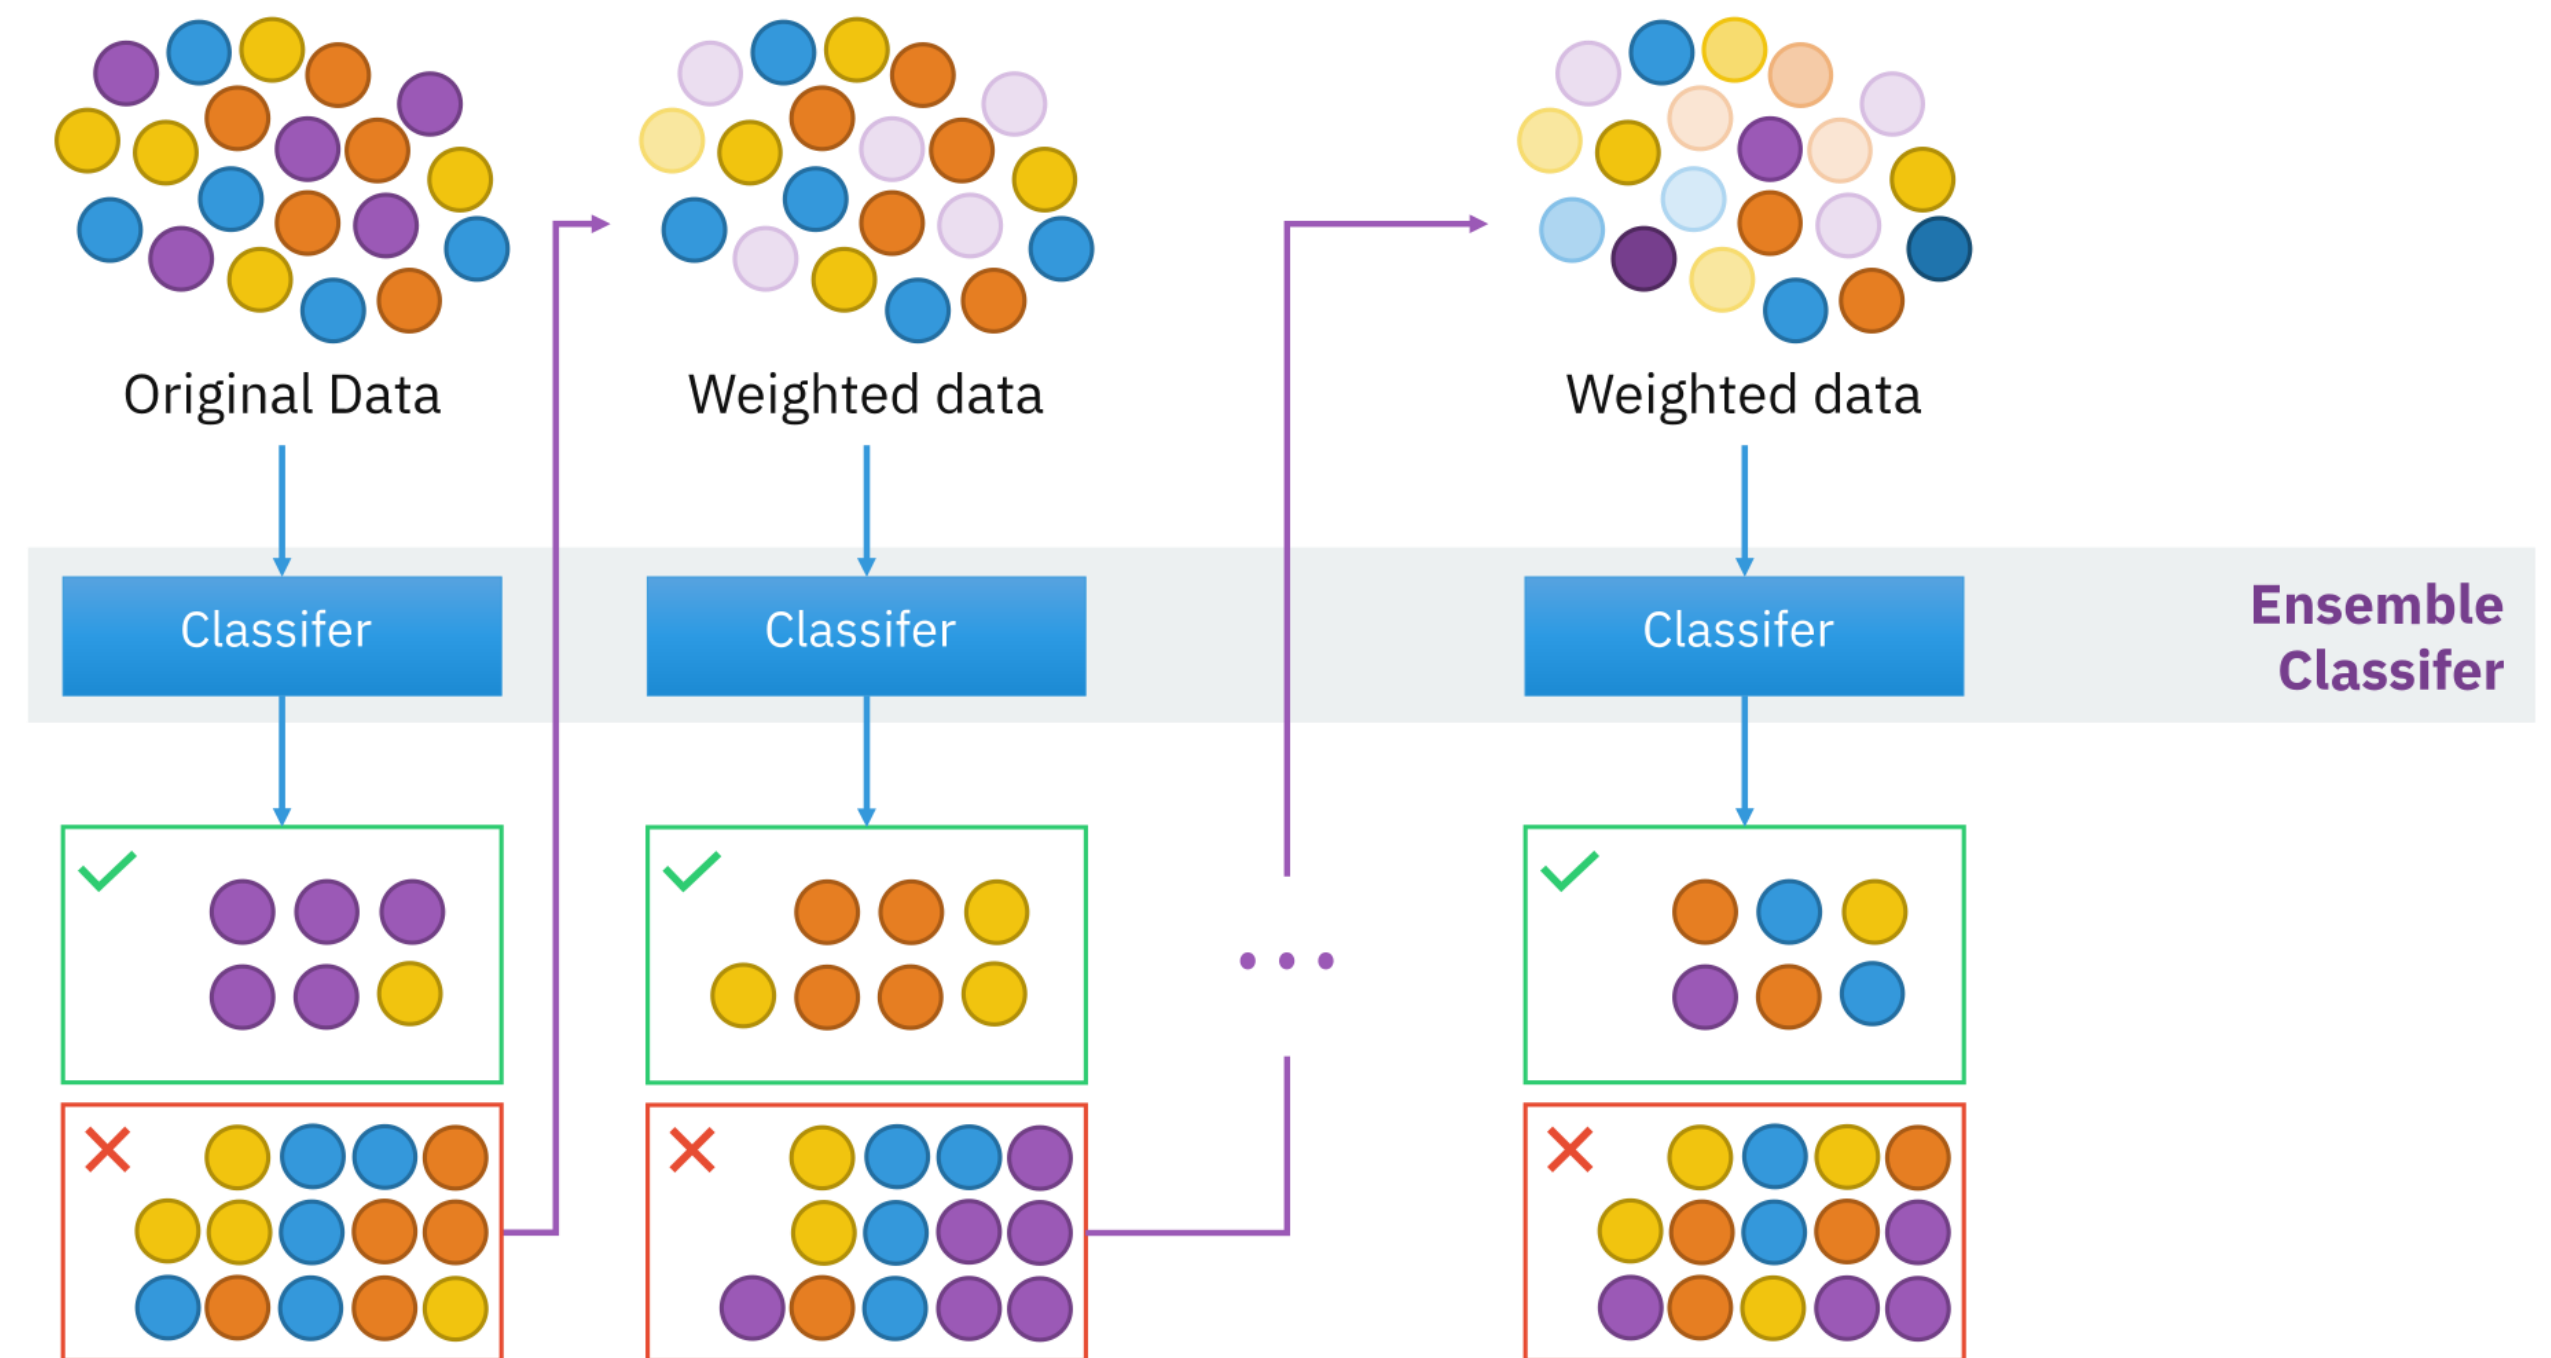 Original Data
Weighted data
Weighted data
Classifer
Classifer
Classifer
Ensemble
Classifer